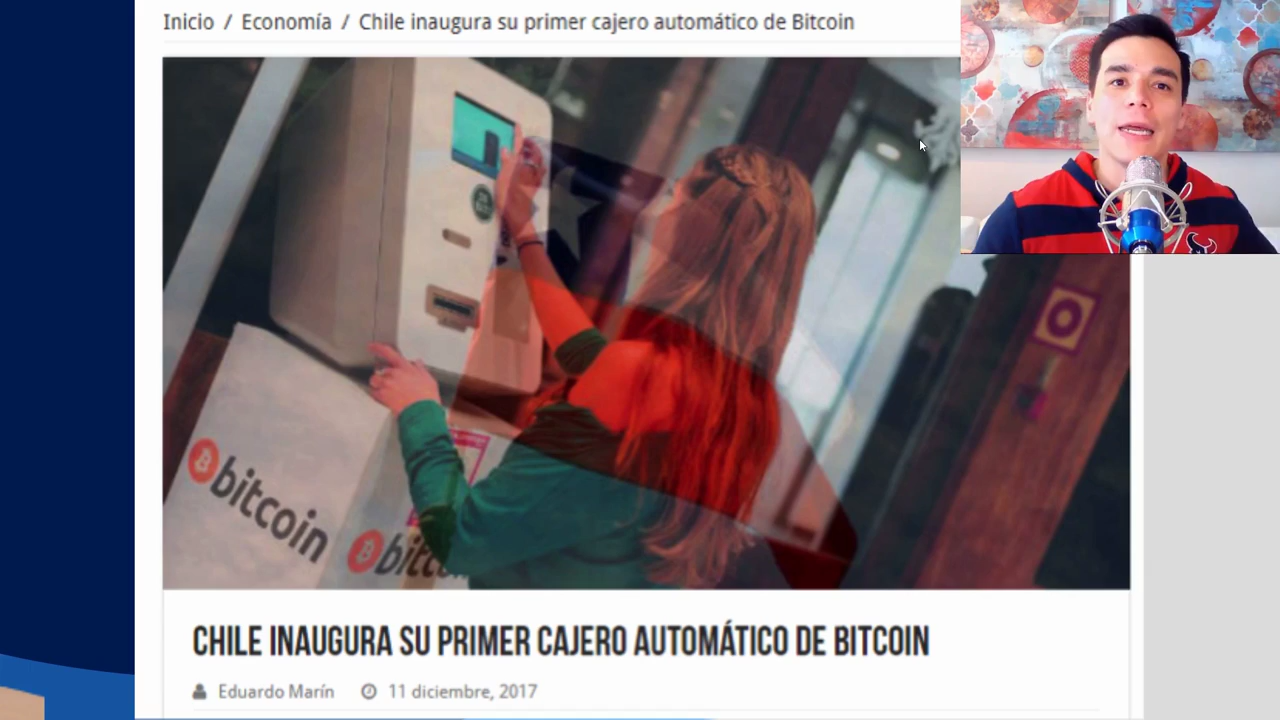 Inicio / Economía / Chile inaugura su primer cajero automático de Bitcoin
bitcoin
CHILE INAUGURA SU PRIMER CAJERO AUTOMÁTICO DE BITCOIN
Eduardo Marín 11 diciembre, 2017